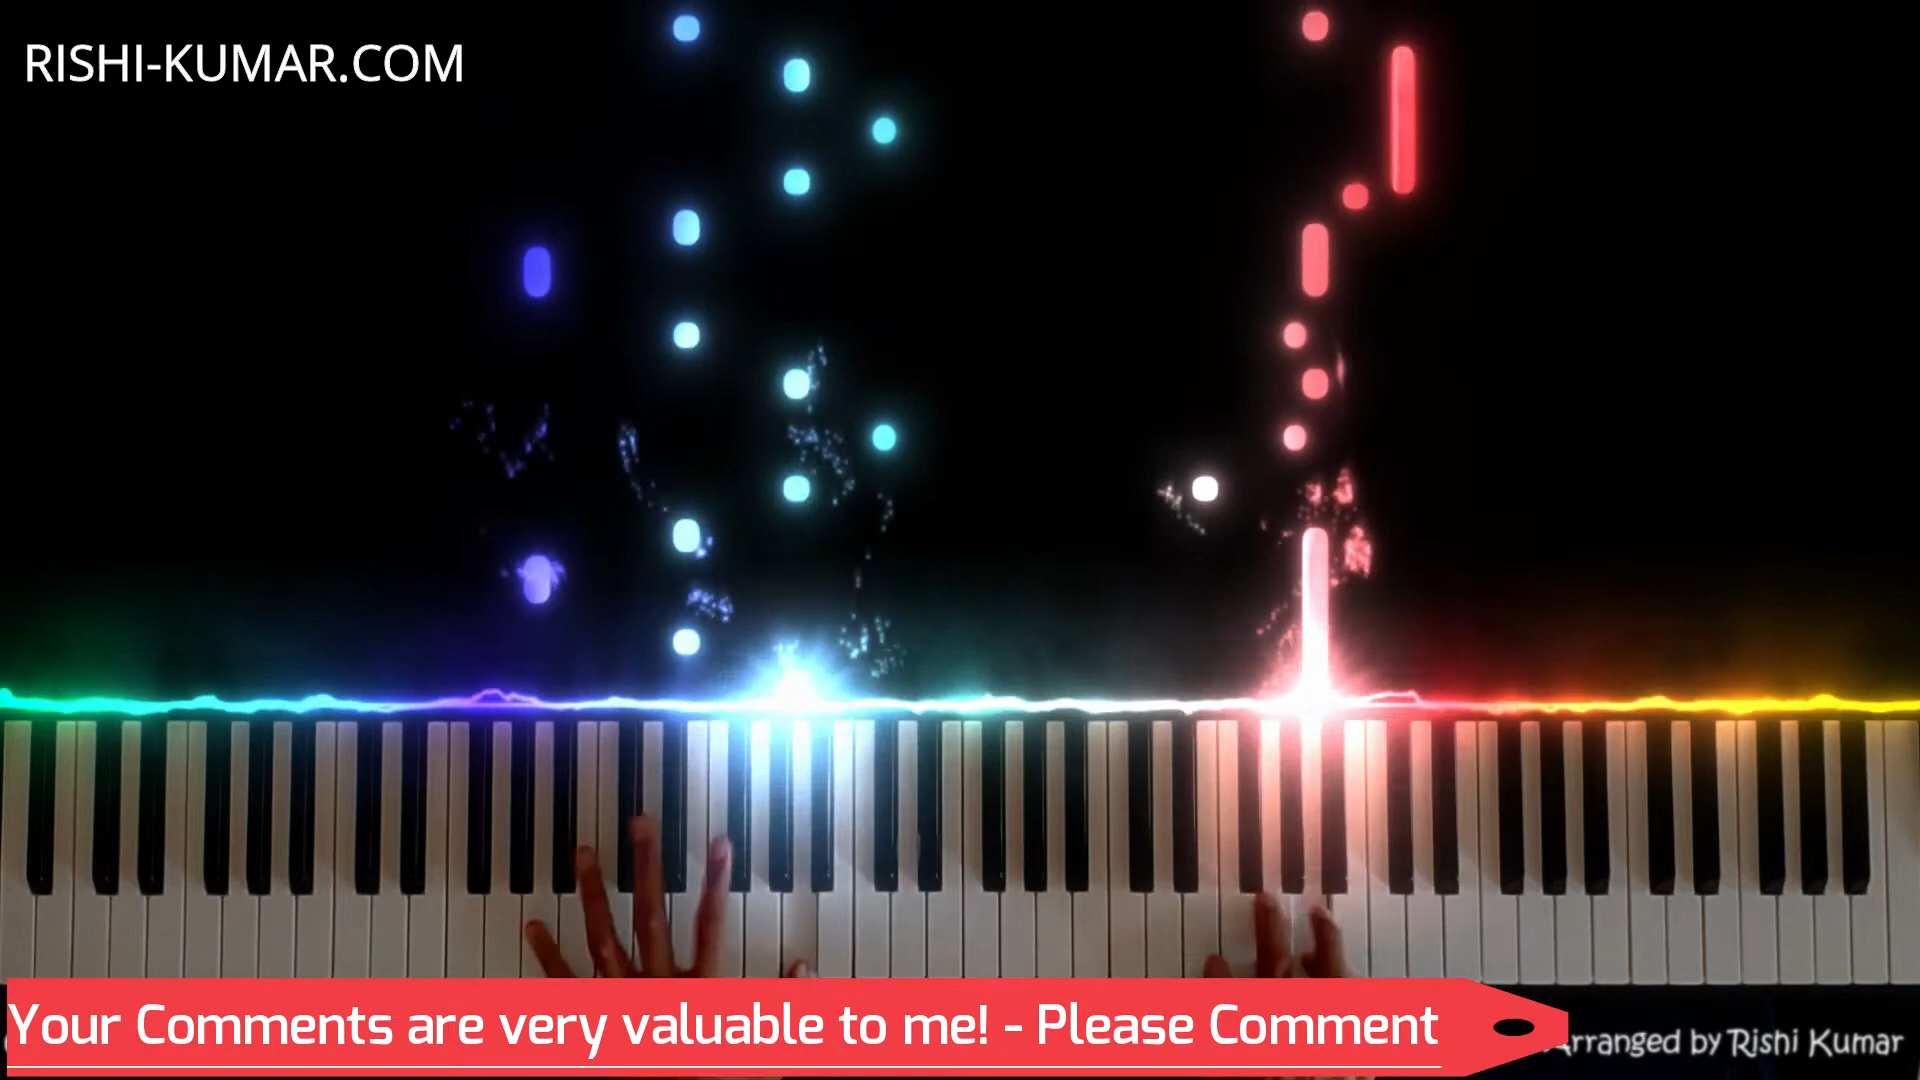 RISHI-KUMAR.COM
Your Comments are very valuable to me! - Please Comment
Arranged by Rishi Kumar